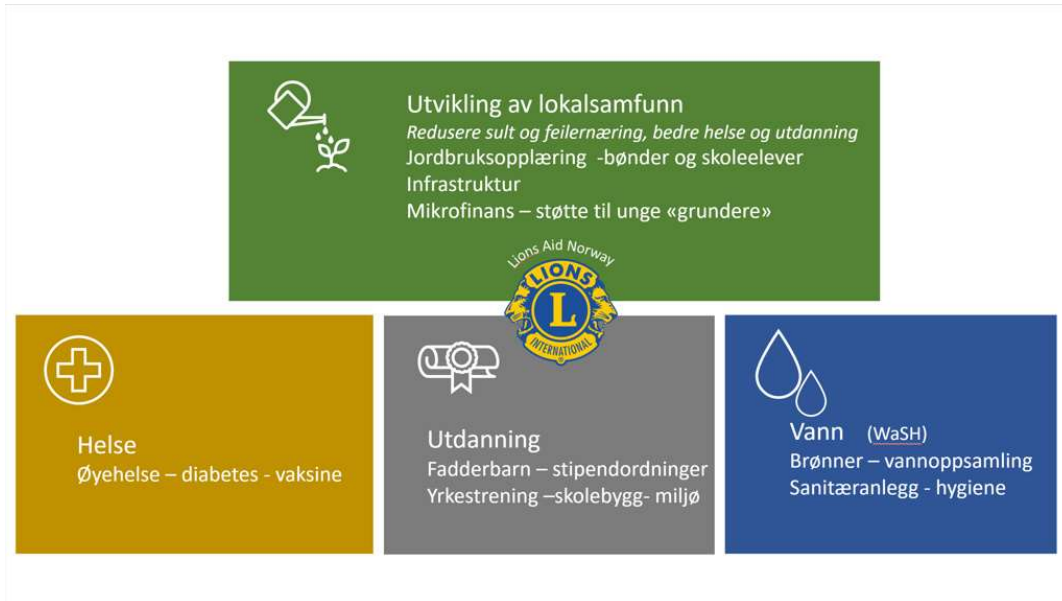 Utvikling av lokalsamfunn
Redusere sult og feilernæring, bedre helse og utdanning
Jordbruksopplæring -bønder og skoleelever
Infrastruktur
Mikrofinans – støtte til unge «grundere»
Lions Aid Norway
LIONS
L
INTERNATIONAL
®
Helse
Øyehelse – diabetes - vaksine
Utdanning
Fadderbarn – stipendordninger
Yrkestrening –skolebygg- miljø
Vann (WaSH)
Brønner – vannoppsamling
Sanitæranlegg - hygiene